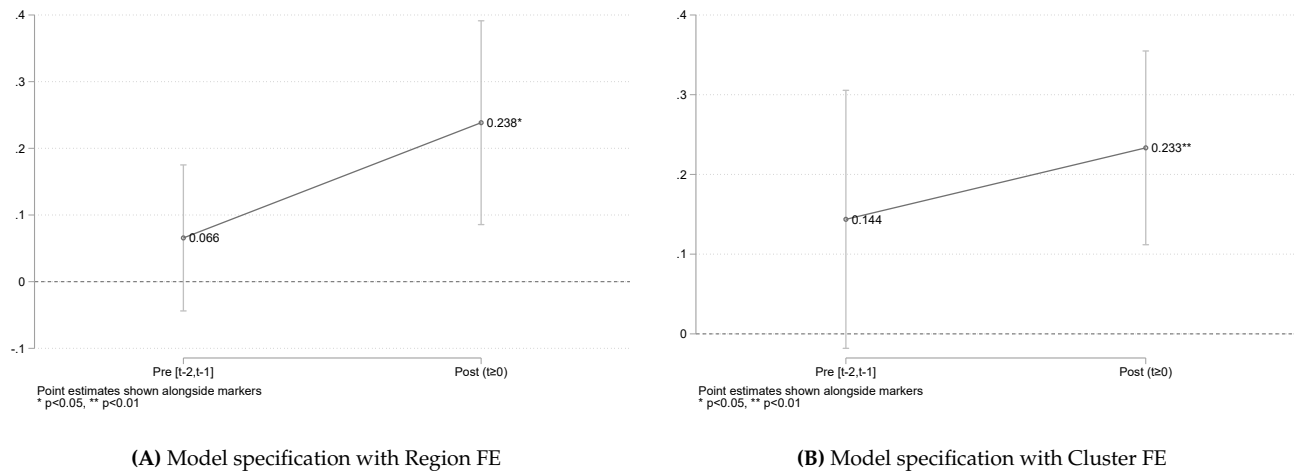 .4
.3
.2
.1
0
-.1
0.066
0.238*
Pre [t-2,t-1]
Post (t≥0)
Point estimates shown alongside markers
* p<0.05, ** p<0.01
(A) Model specification with Region FE
.4
.3
.2
.1
0
0.144
0.233**
Pre [t-2,t-1]
Post (t≥0)
Point estimates shown alongside markers
* p<0.05, ** p<0.01
(B) Model specification with Cluster FE